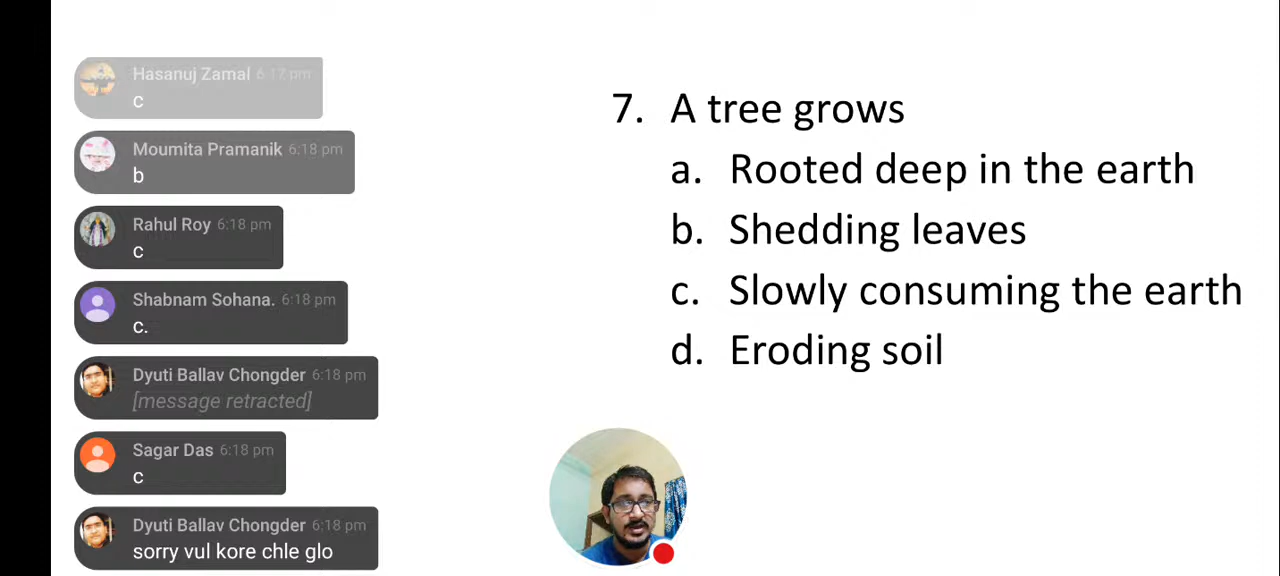 Hasanuj Zamal 6:17 pm
c
Moumita Pramanik 6:18 pm
b
Rahul Roy 6:18 pm
c
Shabnam Sohana. 6:18 pm
c.
Dyuti Ballav Chongder 6:18 pm
[message retracted]
Sagar Das 6:18 pm
c
Dyuti Ballav Chongder 6:18 pm
sorry vul kore chle glo
7. A tree grows
a. Rooted deep in the earth
b. Shedding leaves
c. Slowly consuming the earth
d. Eroding soil